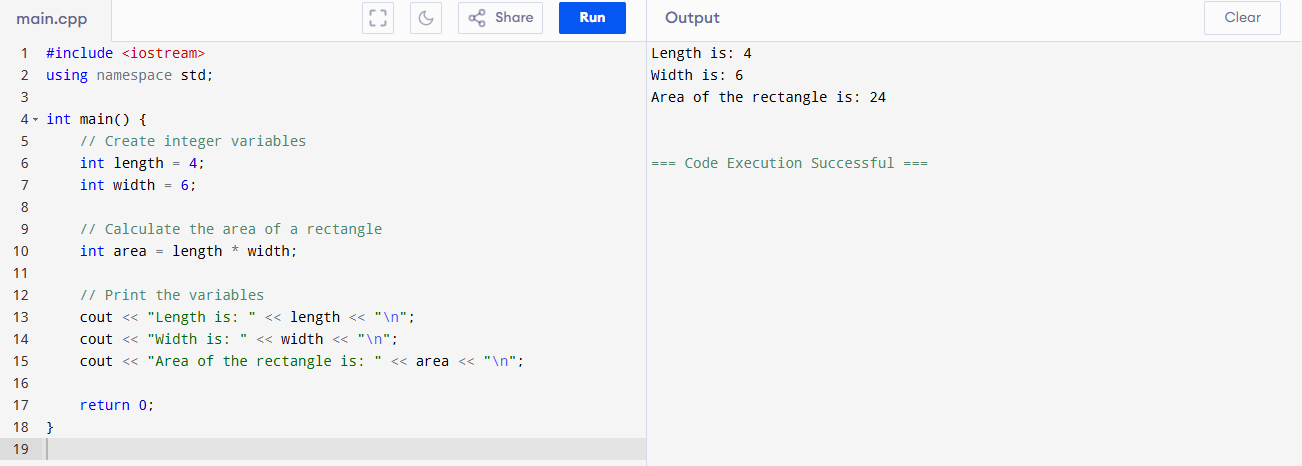 main.cpp Share Run Output Clear
1 #include <iostream>
2 using namespace std;
3
4 int main() {
5     // Create integer variables
6     int length = 4;
7     int width = 6;
8
9     // Calculate the area of a rectangle
10     int area = length * width;
11
12     // Print the variables
13     cout << "Length is: " << length << "\n";
14     cout << "Width is: " << width << "\n";
15     cout << "Area of the rectangle is: " << area << "\n";
16
17     return 0;
18 }
19
Length is: 4
Width is: 6
Area of the rectangle is: 24
=== Code Execution Successful ===